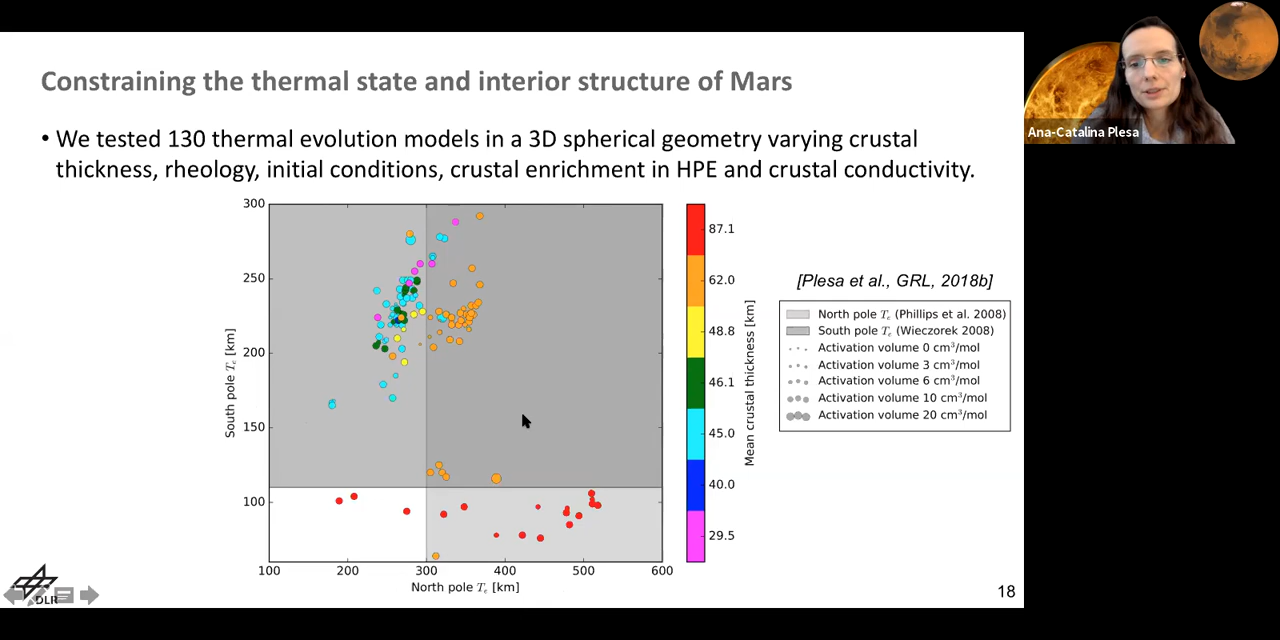 Constraining the thermal state and interior structure of Mars
Ana-Catalina Plesa
• We tested 130 thermal evolution models in a 3D spherical geometry varying crustal
thickness, rheology, initial conditions, crustal enrichment in HPE and crustal conductivity.
300
250
200
150
100
South pole Tₑ [km]
100 200 300 400 500 600
North pole Tₑ [km]
87.1
62.0
48.8
46.1
45.0
40.0
29.5
Mean crustal thickness [km]
[Plesa et al., GRL, 2018b]
North pole Tₑ (Phillips et al. 2008)
South pole Tₑ (Wieczorek 2008)
Activation volume 0 cm³/mol
Activation volume 3 cm³/mol
Activation volume 6 cm³/mol
Activation volume 10 cm³/mol
Activation volume 20 cm³/mol
DLR
18